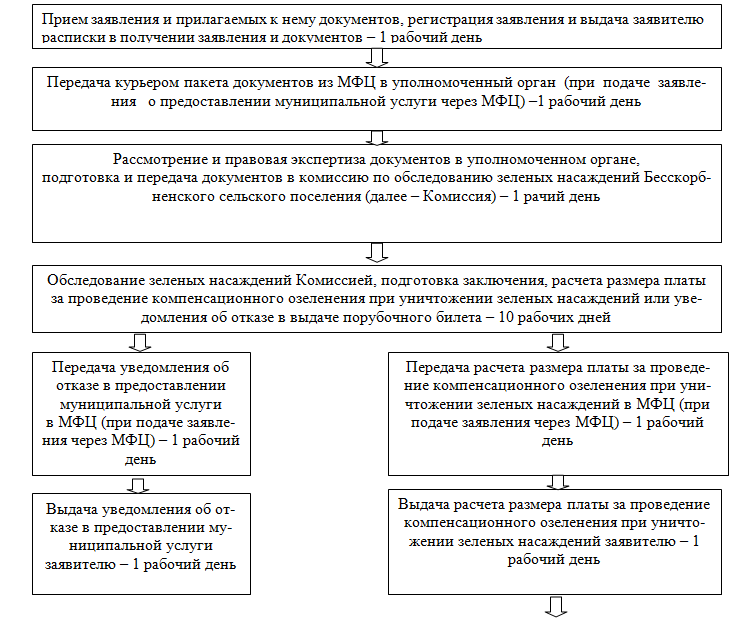 Прием заявления и прилагаемых к нему документов, регистрация заявления и выдача заявителю
расписки в получении заявления и документов – 1 рабочий день
Передача курьером пакета документов из МФЦ в уполномоченный орган (при подаче заявле-
ния о предоставлении муниципальной услуги через МФЦ) –1 рабочий день
Рассмотрение и правовая экспертиза документов в уполномоченном органе,
подготовка и передача документов в комиссию по обследованию зеленых насаждений Бесскорб-
ненского сельского поселения (далее – Комиссия) – 1 рачий день
Обследование зеленых насаждений Комиссией, подготовка заключения, расчета размера платы
за проведение компенсационного озеленения при уничтожении зеленых насаждений или уве-
домления об отказе в выдаче порубочного билета – 10 рабочих дней
Передача уведомления об
отказе в предоставлении
муниципальной услуги
в МФЦ (при подаче заявле-
ния через МФЦ) – 1 рабочий
день
Передача расчета размера платы за проведе-
ние компенсационного озеленения при уни-
чтожении зеленых насаждений в МФЦ (при
подаче заявления через МФЦ) – 1 рабочий
день
Выдача уведомления об от-
казе в предоставлении му-
ниципальной услуги
заявителю – 1 рабочий день
Выдача расчета размера платы за проведение
компенсационного озеленения при уничто-
жении зеленых насаждений заявителю – 1
рабочий день